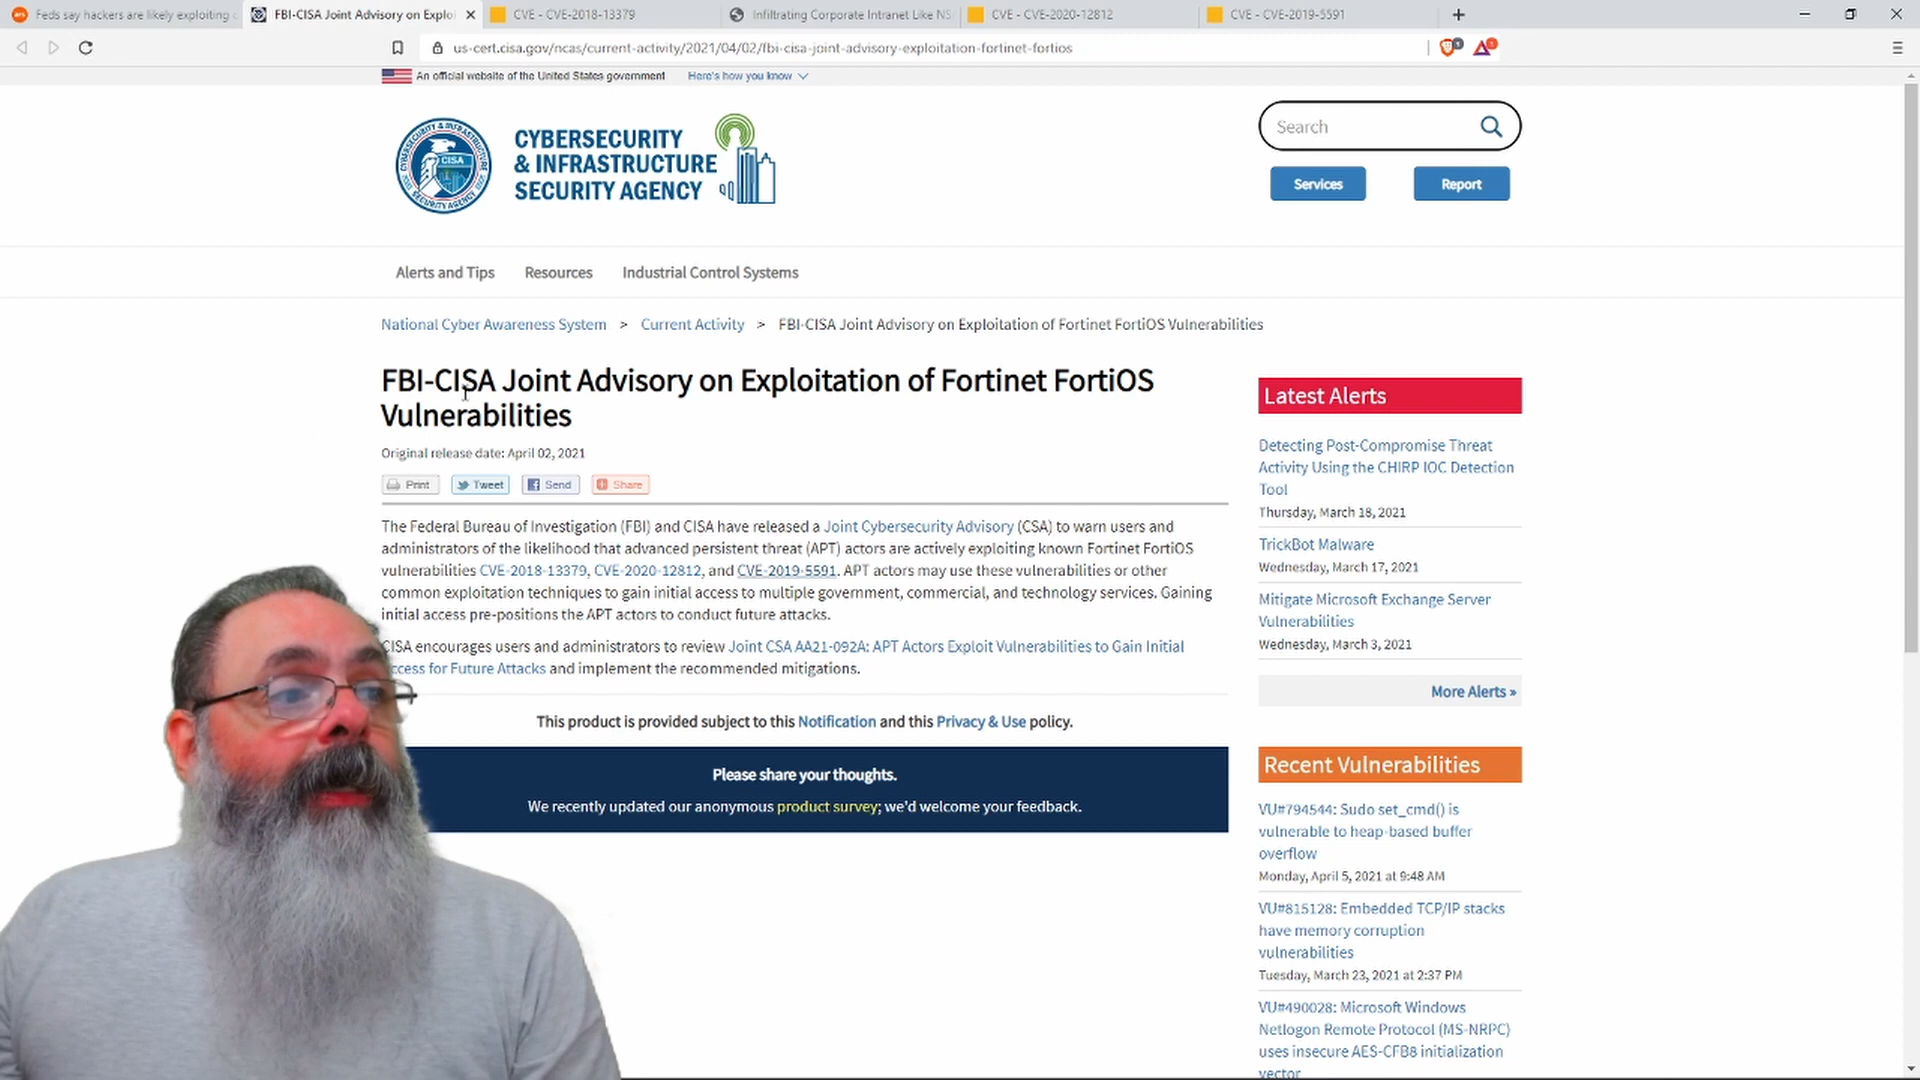 Feds say hackers are likely exploiting
FBI-CISA Joint Advisory on Exploi
CVE - CVE-2018-13379
Infiltrating Corporate Intranet Like NS
CVE - CVE-2020-12812
CVE - CVE-2019-5591
us-cert.cisa.gov/ncas/current-activity/2021/04/02/fbi-cisa-joint-advisory-exploitation-fortinet-fortios
An official website of the United States government Here's how you know
CYBERSECURITY
& INFRASTRUCTURE
SECURITY AGENCY
CYBERSECURITY & INFRASTRUCTURE
SECURITY AGENCY
CISA
Search
Services Report
Alerts and Tips Resources Industrial Control Systems
National Cyber Awareness System > Current Activity > FBI-CISA Joint Advisory on Exploitation of Fortinet FortiOS Vulnerabilities
FBI-CISA Joint Advisory on Exploitation of Fortinet FortiOS
Vulnerabilities
Original release date: April 02, 2021
Print Tweet Send Share
The Federal Bureau of Investigation (FBI) and CISA have released a Joint Cybersecurity Advisory (CSA) to warn users and
administrators of the likelihood that advanced persistent threat (APT) actors are actively exploiting known Fortinet FortiOS
vulnerabilities CVE-2018-13379, CVE-2020-12812, and CVE-2019-5591. APT actors may use these vulnerabilities or other
common exploitation techniques to gain initial access to multiple government, commercial, and technology services. Gaining
initial access pre-positions the APT actors to conduct future attacks.
CISA encourages users and administrators to review Joint CSA AA21-092A: APT Actors Exploit Vulnerabilities to Gain Initial
ccess for Future Attacks and implement the recommended mitigations.
This product is provided subject to this Notification and this Privacy & Use policy.
Please share your thoughts.
We recently updated our anonymous product survey; we'd welcome your feedback.
Latest Alerts
Detecting Post-Compromise Threat
Activity Using the CHIRP IOC Detection
Tool
Thursday, March 18, 2021
TrickBot Malware
Wednesday, March 17, 2021
Mitigate Microsoft Exchange Server
Vulnerabilities
Wednesday, March 3, 2021
More Alerts »
Recent Vulnerabilities
VU#794544: Sudo set_cmd() is
vulnerable to heap-based buffer
overflow
Monday, April 5, 2021 at 9:48 AM
VU#815128: Embedded TCP/IP stacks
have memory corruption
vulnerabilities
Tuesday, March 23, 2021 at 2:37 PM
VU#490028: Microsoft Windows
Netlogon Remote Protocol (MS-NRPC)
uses insecure AES-CFB8 initialization
vector